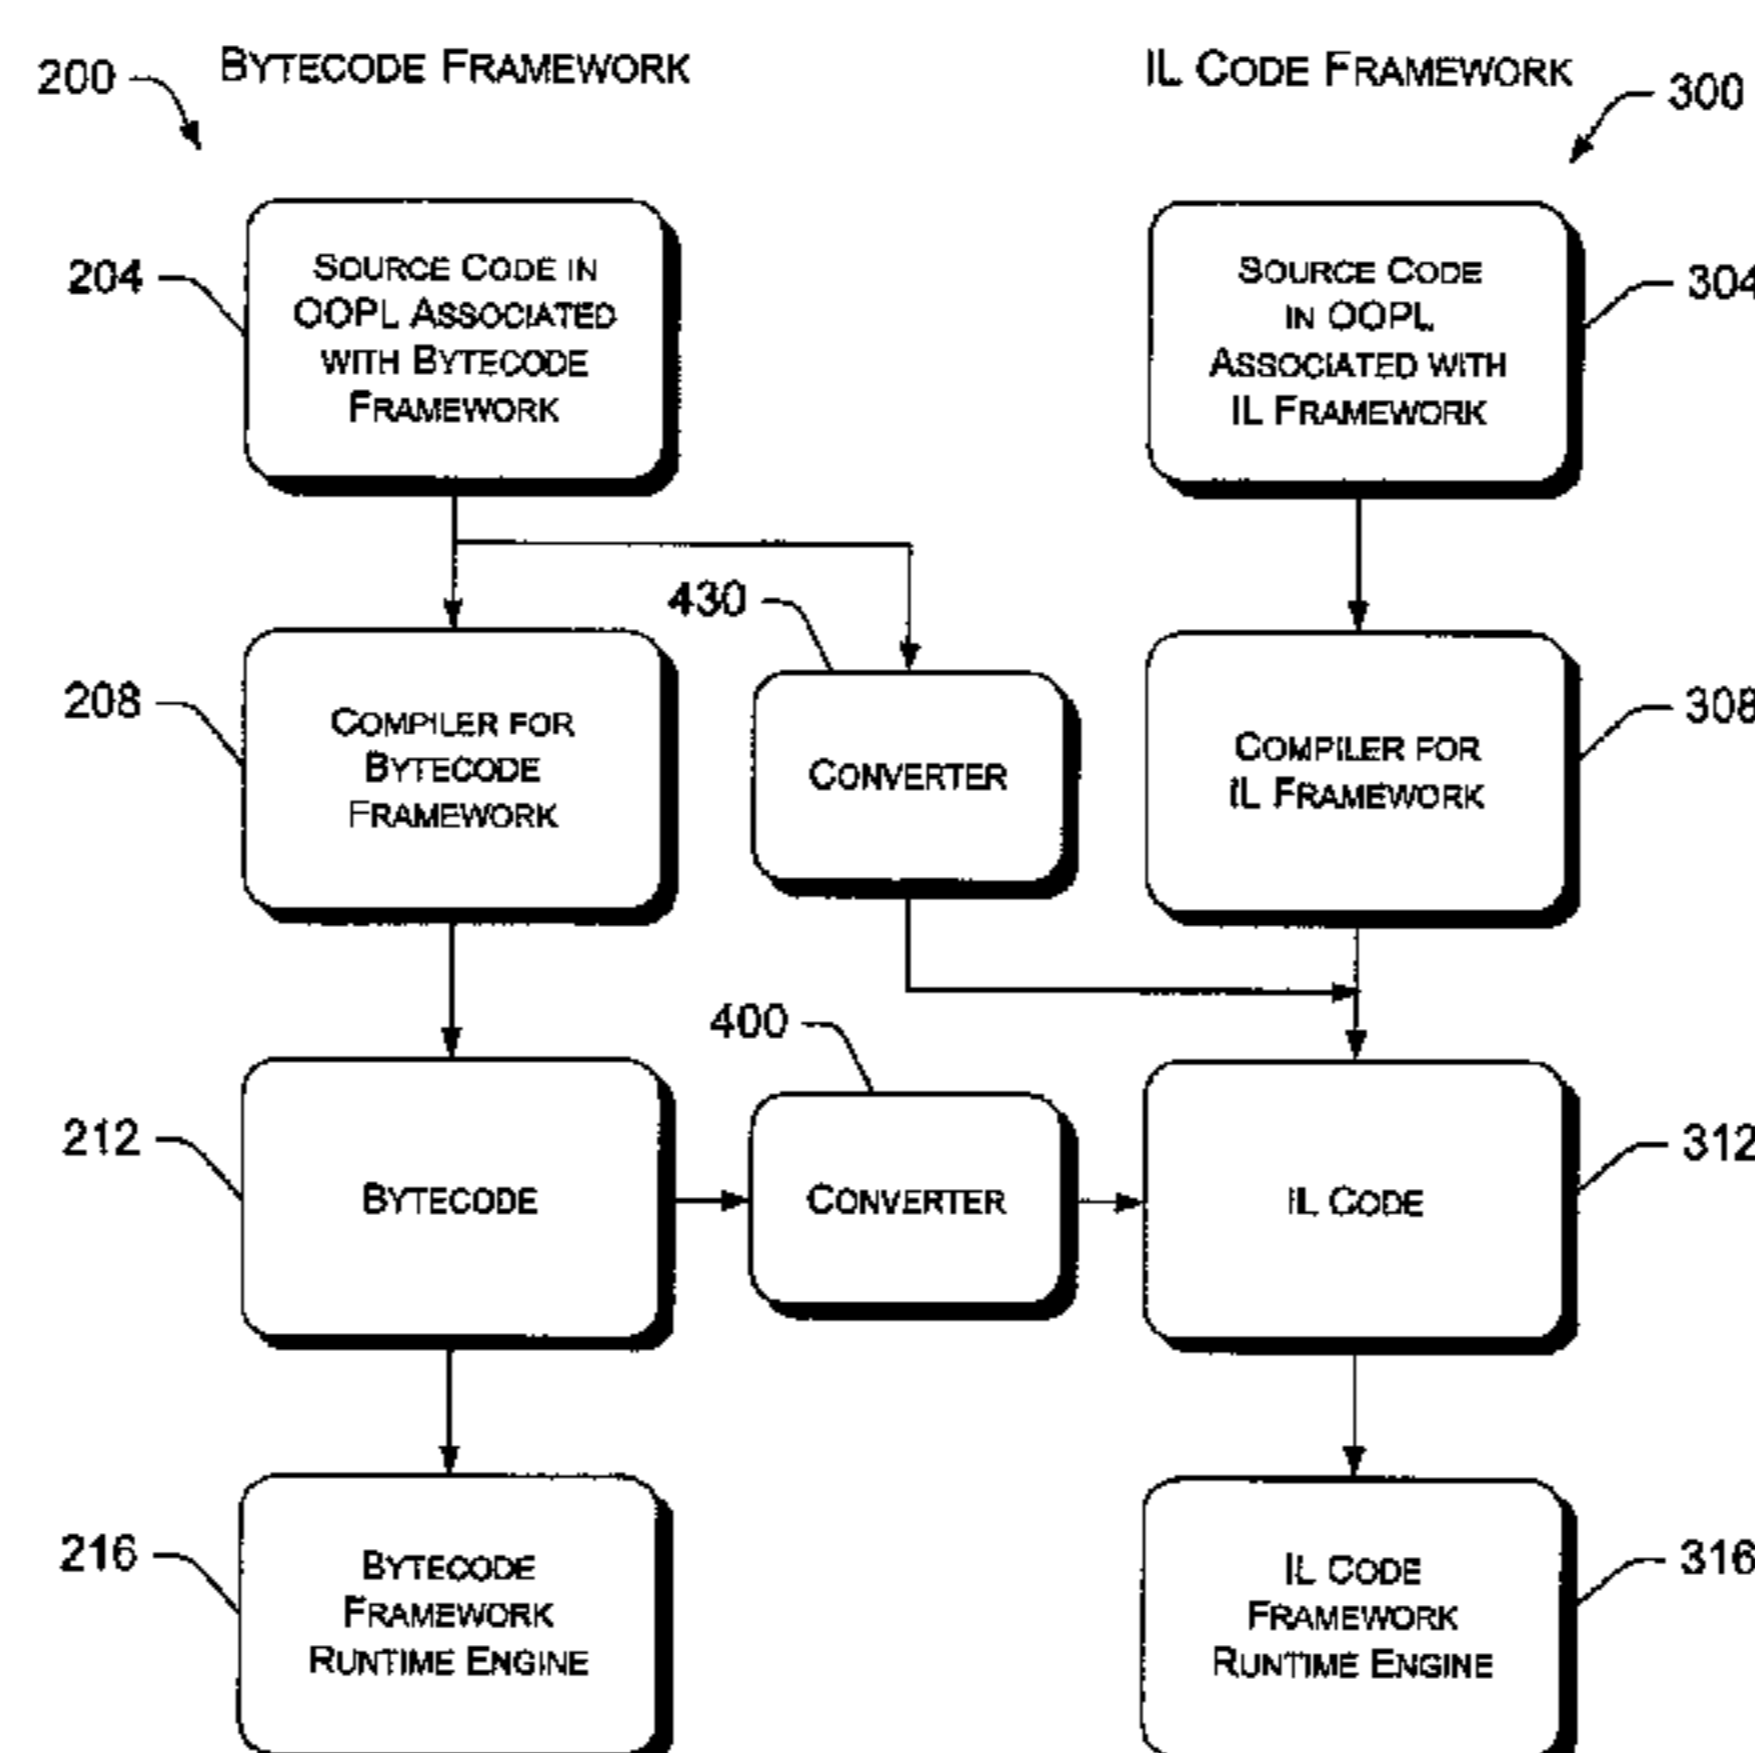 200
BYTECODE FRAMEWORK
IL CODE FRAMEWORK
300
204
SOURCE CODE IN
OOPL ASSOCIATED
WITH BYTECODE
FRAMEWORK
SOURCE CODE
IN OOPL
ASSOCIATED WITH
IL FRAMEWORK
304
430
208
COMPILER FOR
BYTECODE
FRAMEWORK
CONVERTER
COMPILER FOR
IL FRAMEWORK
308
400
212
BYTECODE
CONVERTER
IL CODE
312
216
BYTECODE
FRAMEWORK
RUNTIME ENGINE
IL CODE
FRAMEWORK
RUNTIME ENGINE
316